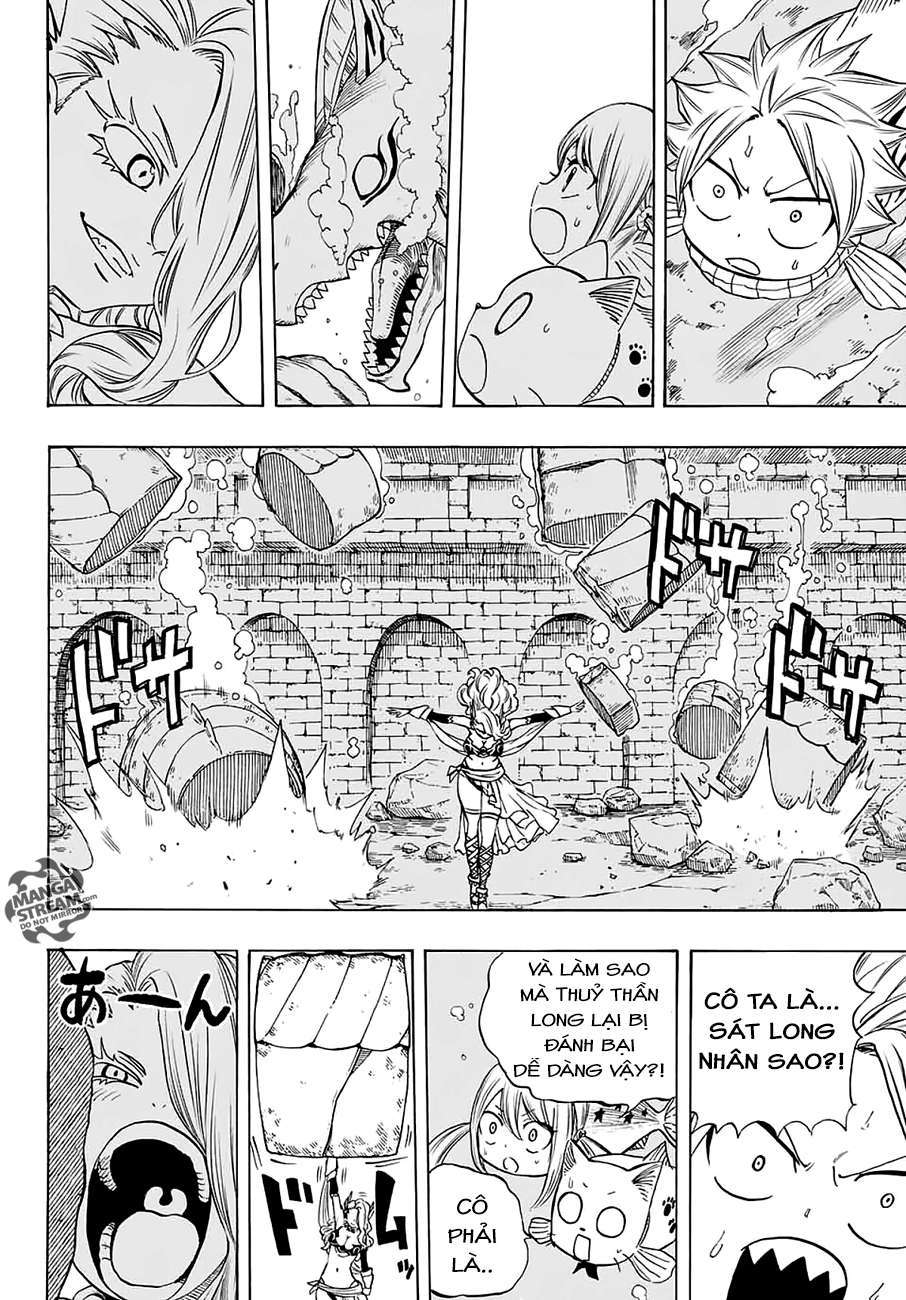 ドサ
ドサ
ドサ
MANGA
STREAM.com
DO NOT MIRROR
CÔ TA LÀ...
SÁT LONG
NHÂN SAO?!
VÀ LÀM SAO
MÀ THUỶ THẦN
LONG LẠI BỊ
ĐÁNH BẠI
DỄ DÀNG VẬY?!
CÔ
PHẢI
LÀ..
ドム
あーん